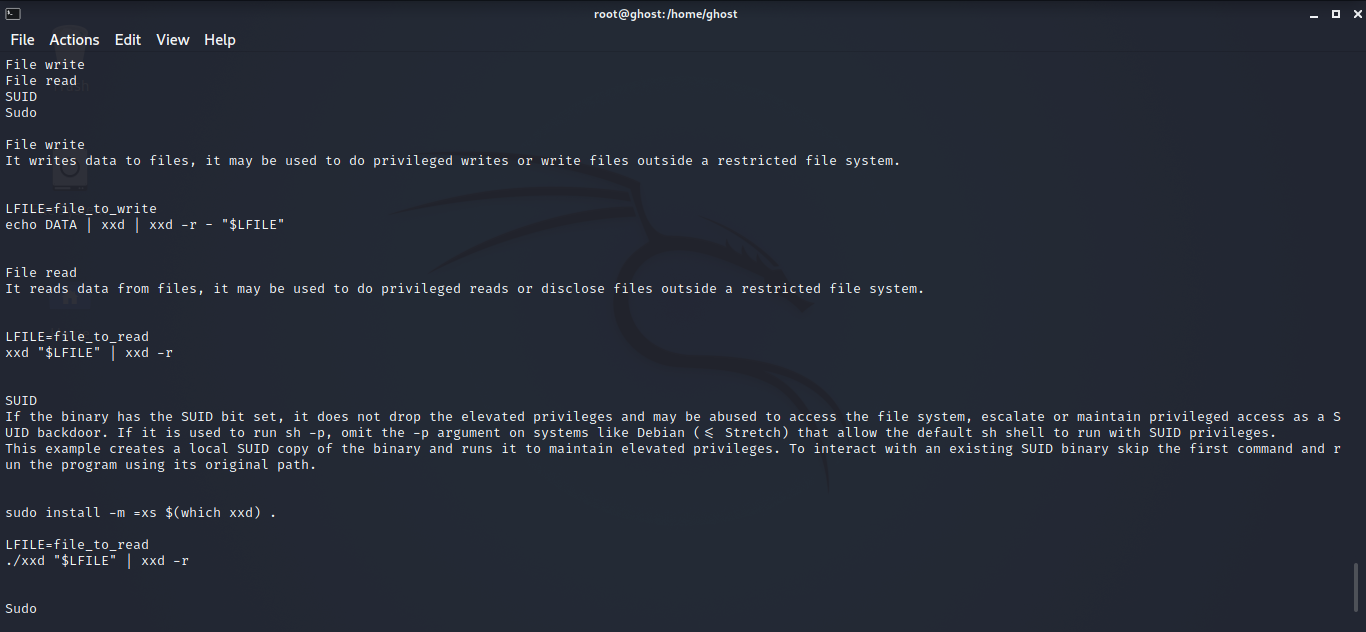 root@ghost:/home/ghost
File Actions Edit View Help
File write
File read
SUID
Sudo
File write
It writes data to files, it may be used to do privileged writes or write files outside a restricted file system.
LFILE=file_to_write
echo DATA | xxd | xxd -r - "$LFILE"
File read
It reads data from files, it may be used to do privileged reads or disclose files outside a restricted file system.
LFILE=file_to_read
xxd "$LFILE" | xxd -r
SUID
If the binary has the SUID bit set, it does not drop the elevated privileges and may be abused to access the file system, escalate or maintain privileged access as a S
UID backdoor. If it is used to run sh -p, omit the -p argument on systems like Debian (<= Stretch) that allow the default sh shell to run with SUID privileges.
This example creates a local SUID copy of the binary and runs it to maintain elevated privileges. To interact with an existing SUID binary skip the first command and r
un the program using its original path.
sudo install -m =xs $(which xxd) .
LFILE=file_to_read
./xxd "$LFILE" | xxd -r
Sudo